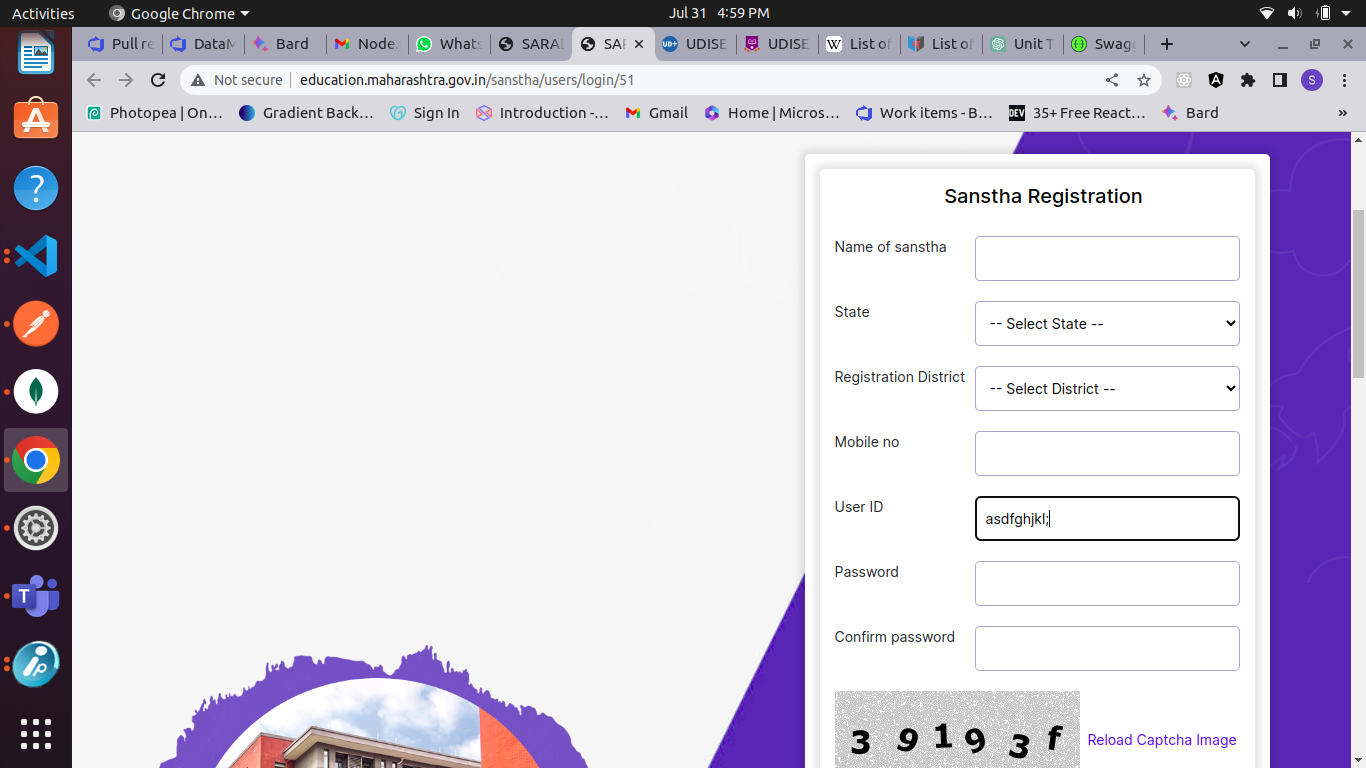 Activities Google Chrome Jul 31 4:59 PM
Pull re DataM Bard Node. Whats SARAL SAR UD+ UDISE UDISE W List of List of Unit T Swag
Not secure education.maharashtra.gov.in/sanstha/users/login/51 S
Photopea | On... Gradient Back... Sign In Introduction -... Gmail Home | Micros... Work items - B... DEV 35+ Free React... Bard »
Sanstha Registration
Name of sanstha
State -- Select State --
Registration District -- Select District --
Mobile no
User ID asdfghjkl;
Password
Confirm password
3 9 1 9 3 f Reload Captcha Image